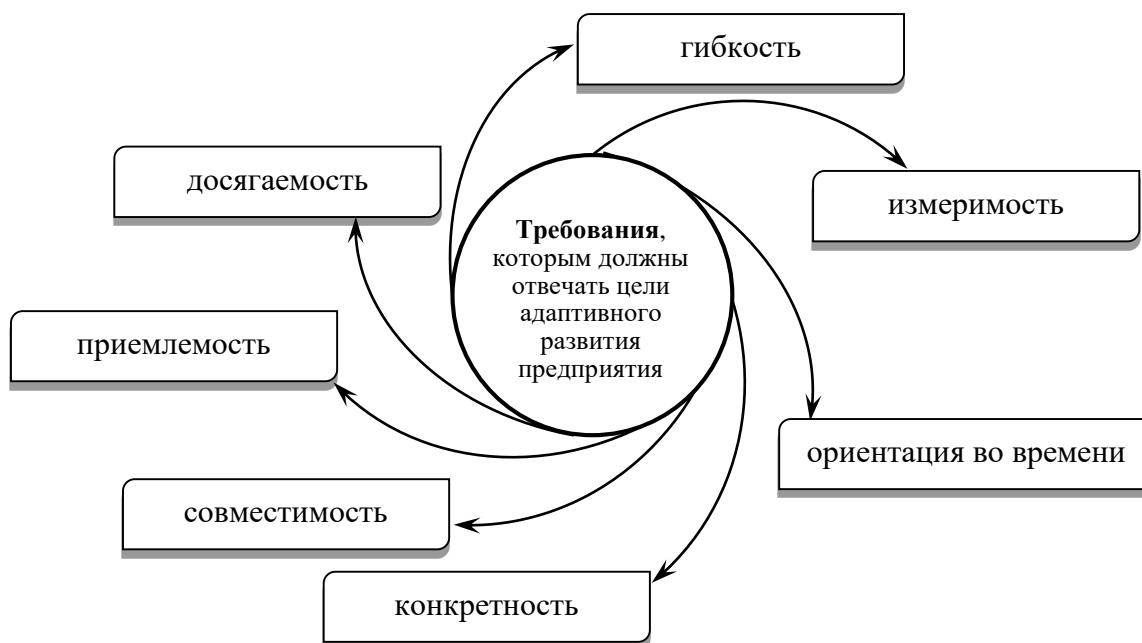 гибкость
досягаемость
измеримость
Требования,
которым должны
отвечать цели
адаптивного
развития
предприятия
приемлемость
ориентация во времени
совместимость
конкретность